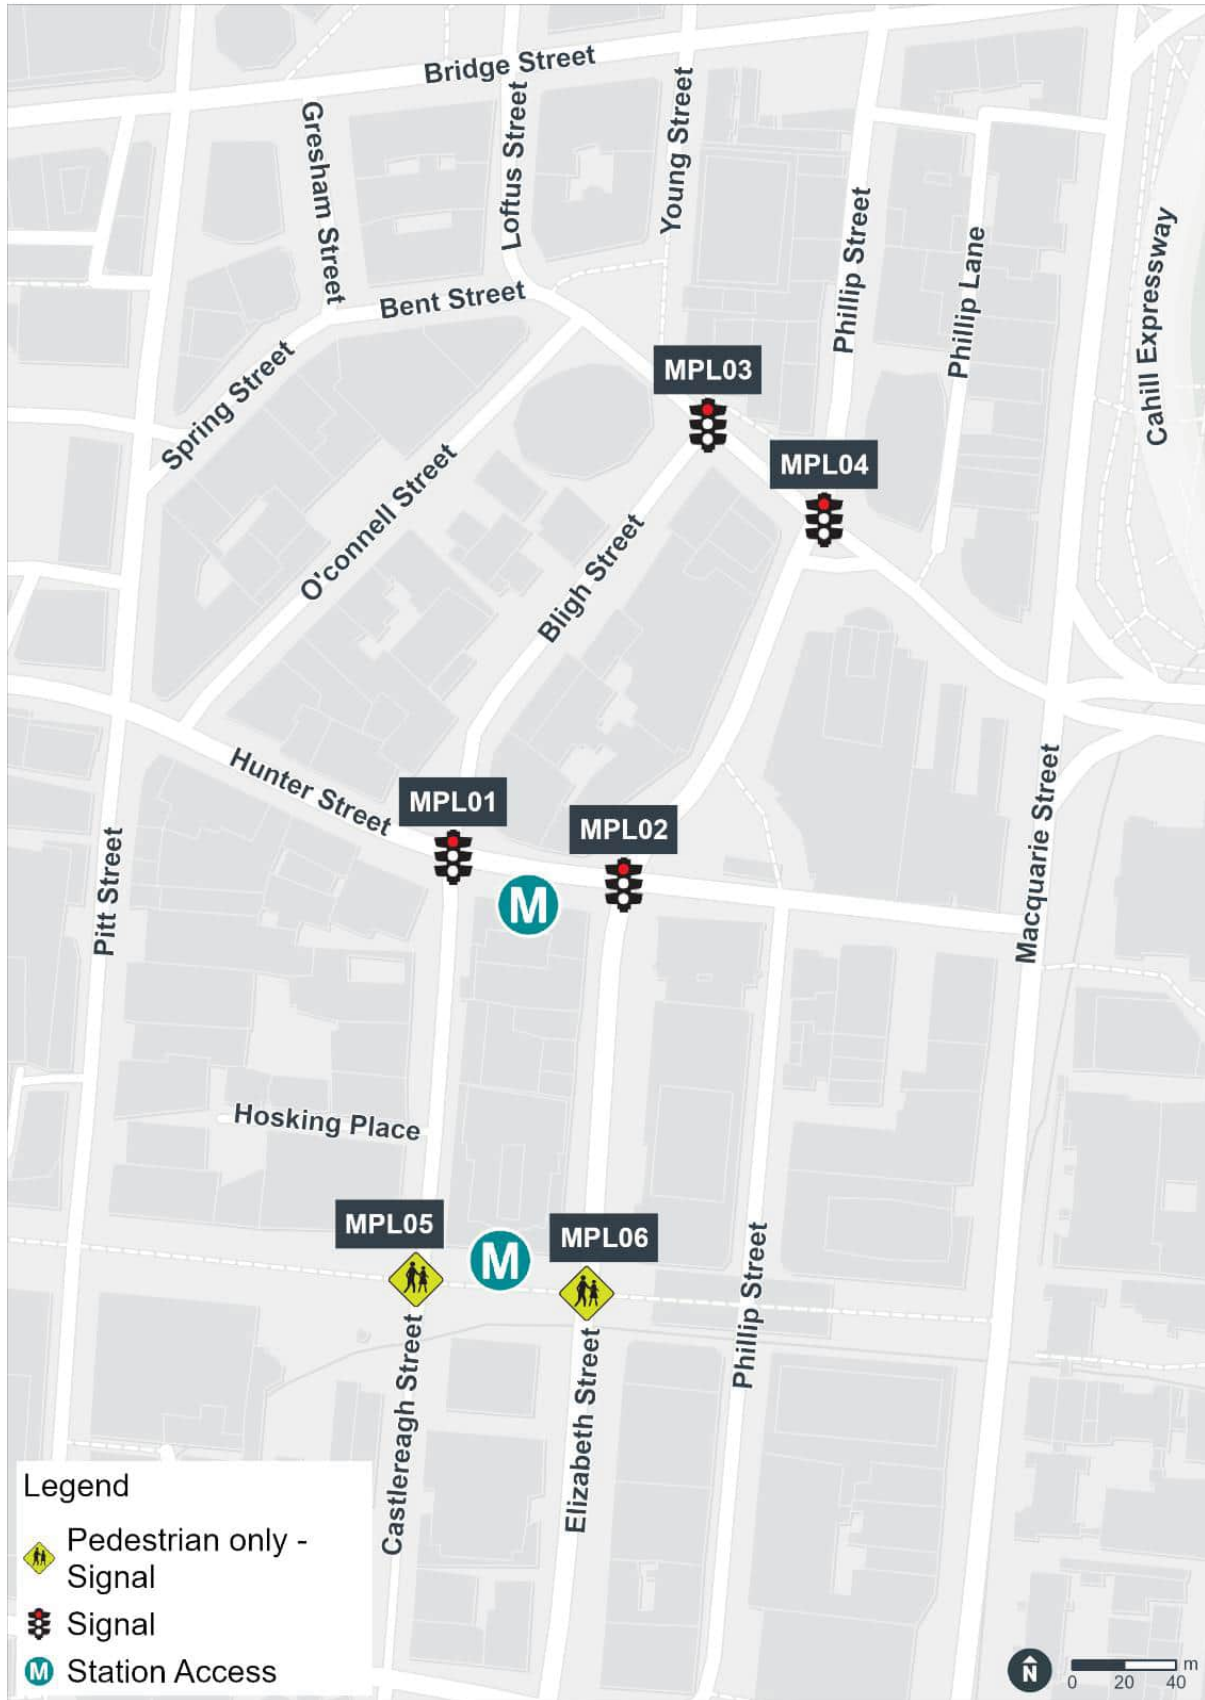 Bridge Street
Gresham Street
Loftus Street
Young Street
Phillip Street
Phillip Lane
Cahill Expressway
Bent Street
Spring Street
O'connell Street
MPL03
MPL04
Bligh Street
Hunter Street
MPL01
MPL02
Pitt Street
Macquarie Street
M
Hosking Place
MPL05
M
MPL06
Phillip Street
Castlereagh Street
Elizabeth Street
Legend
Pedestrian only -
Signal
Signal
M Station Access
N
m
0 20 40